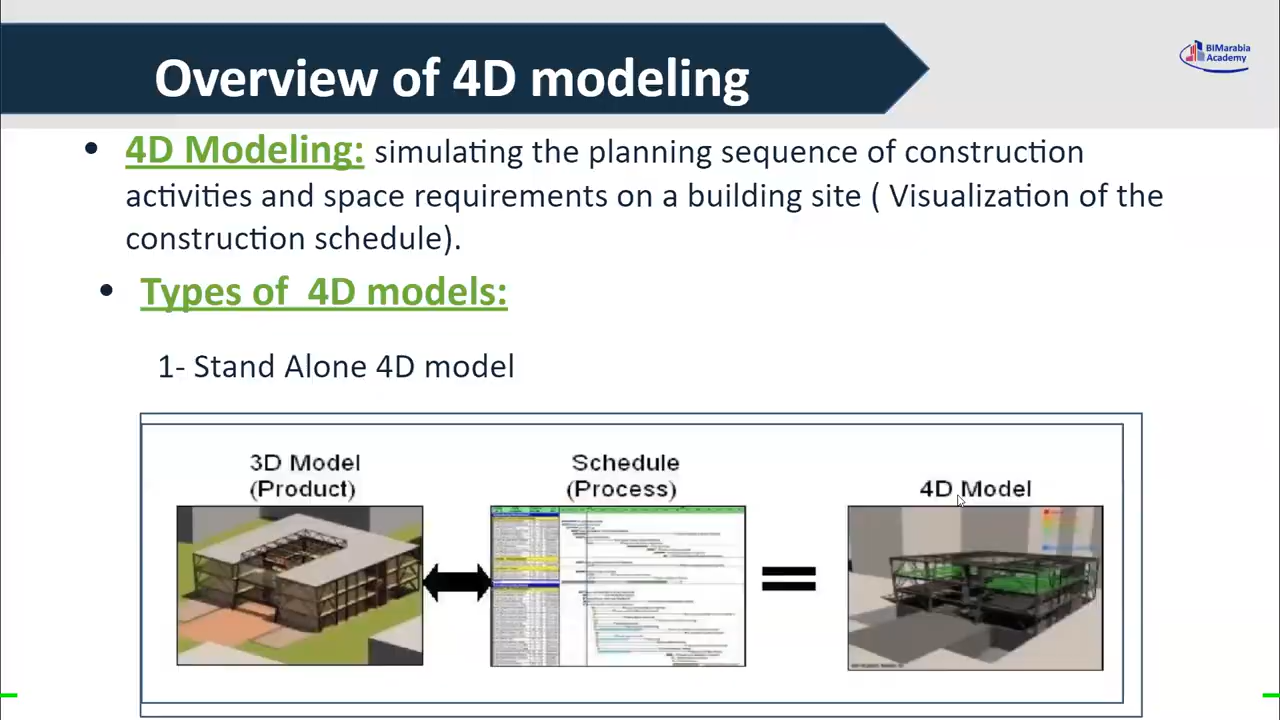 Overview of 4D modeling
BIMarabia
Academy
• 4D Modeling: simulating the planning sequence of construction
activities and space requirements on a building site ( Visualization of the
construction schedule).
• Types of 4D models:
1- Stand Alone 4D model
3D Model
(Product)
Schedule
(Process)
4D Model